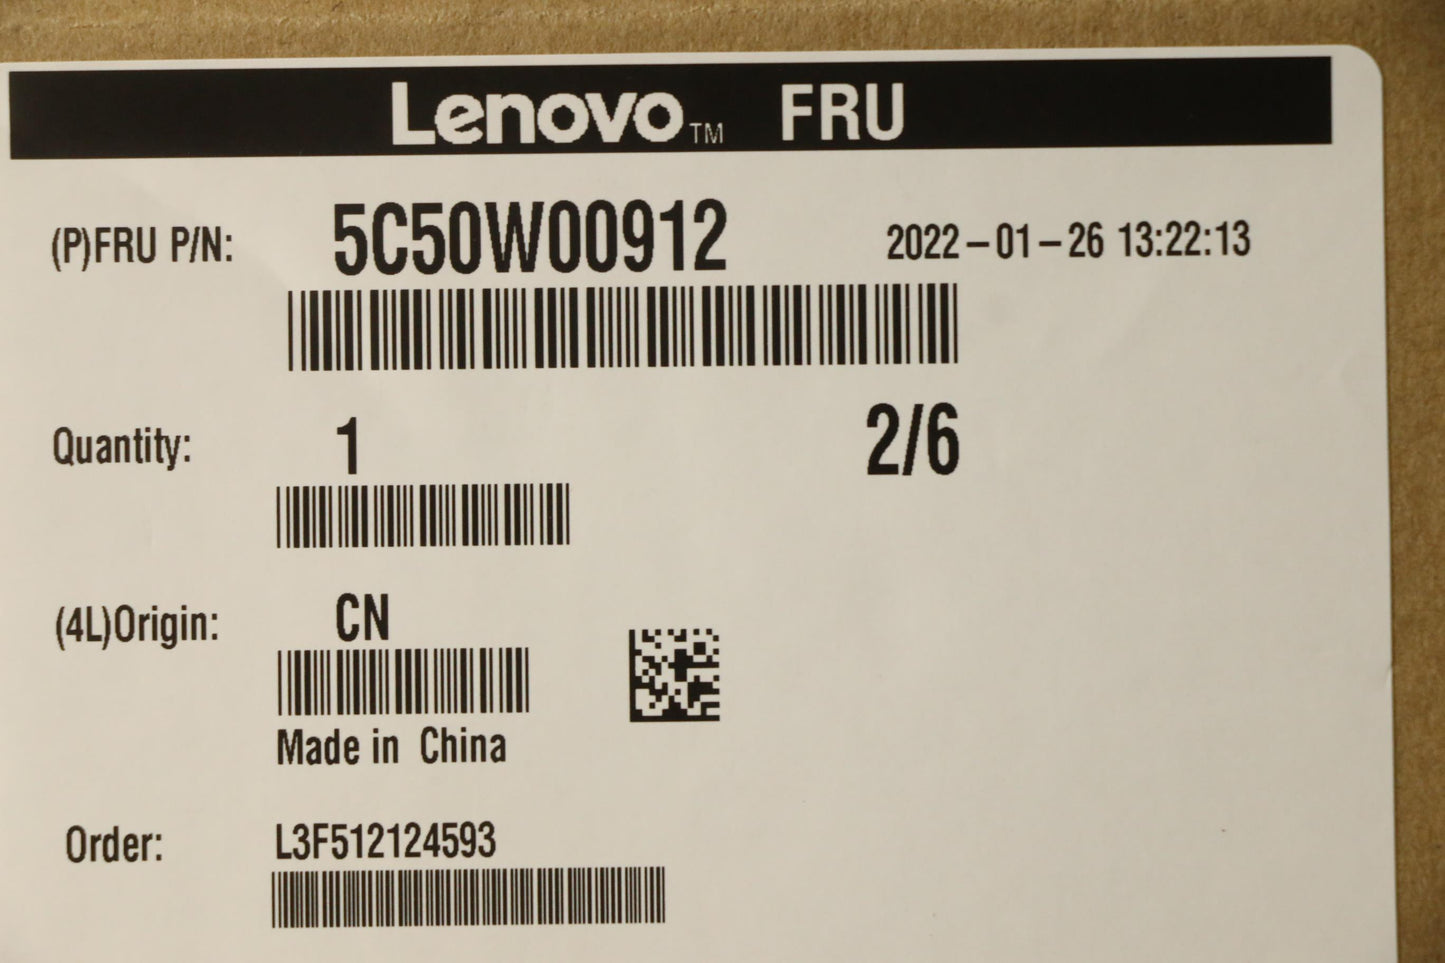 Lenovo™ FRU
(P)FRU P/N: 5C50W00912 2022-01-26 13:22:13
Quantity: 1 2/6
(4L)Origin: CN
Made in China
Order: L3F512124593